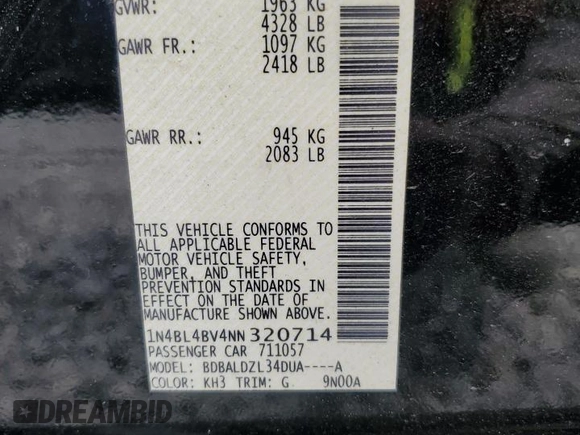 GVWR: 1963 KG
4328 LB
GAWR FR.: 1097 KG
2418 LB
GAWR RR.: 945 KG
2083 LB
THIS VEHICLE CONFORMS TO
ALL APPLICABLE FEDERAL
MOTOR VEHICLE SAFETY,
BUMPER, AND THEFT
PREVENTION STANDARDS IN
EFFECT ON THE DATE OF
MANUFACTURE SHOWN ABOVE.
1N4BL4BV4NN320714
PASSENGER CAR 711057
MODEL: BDBALDZL34DUA----A
COLOR: KH3 TRIM: G 9N00A
DREAMBID